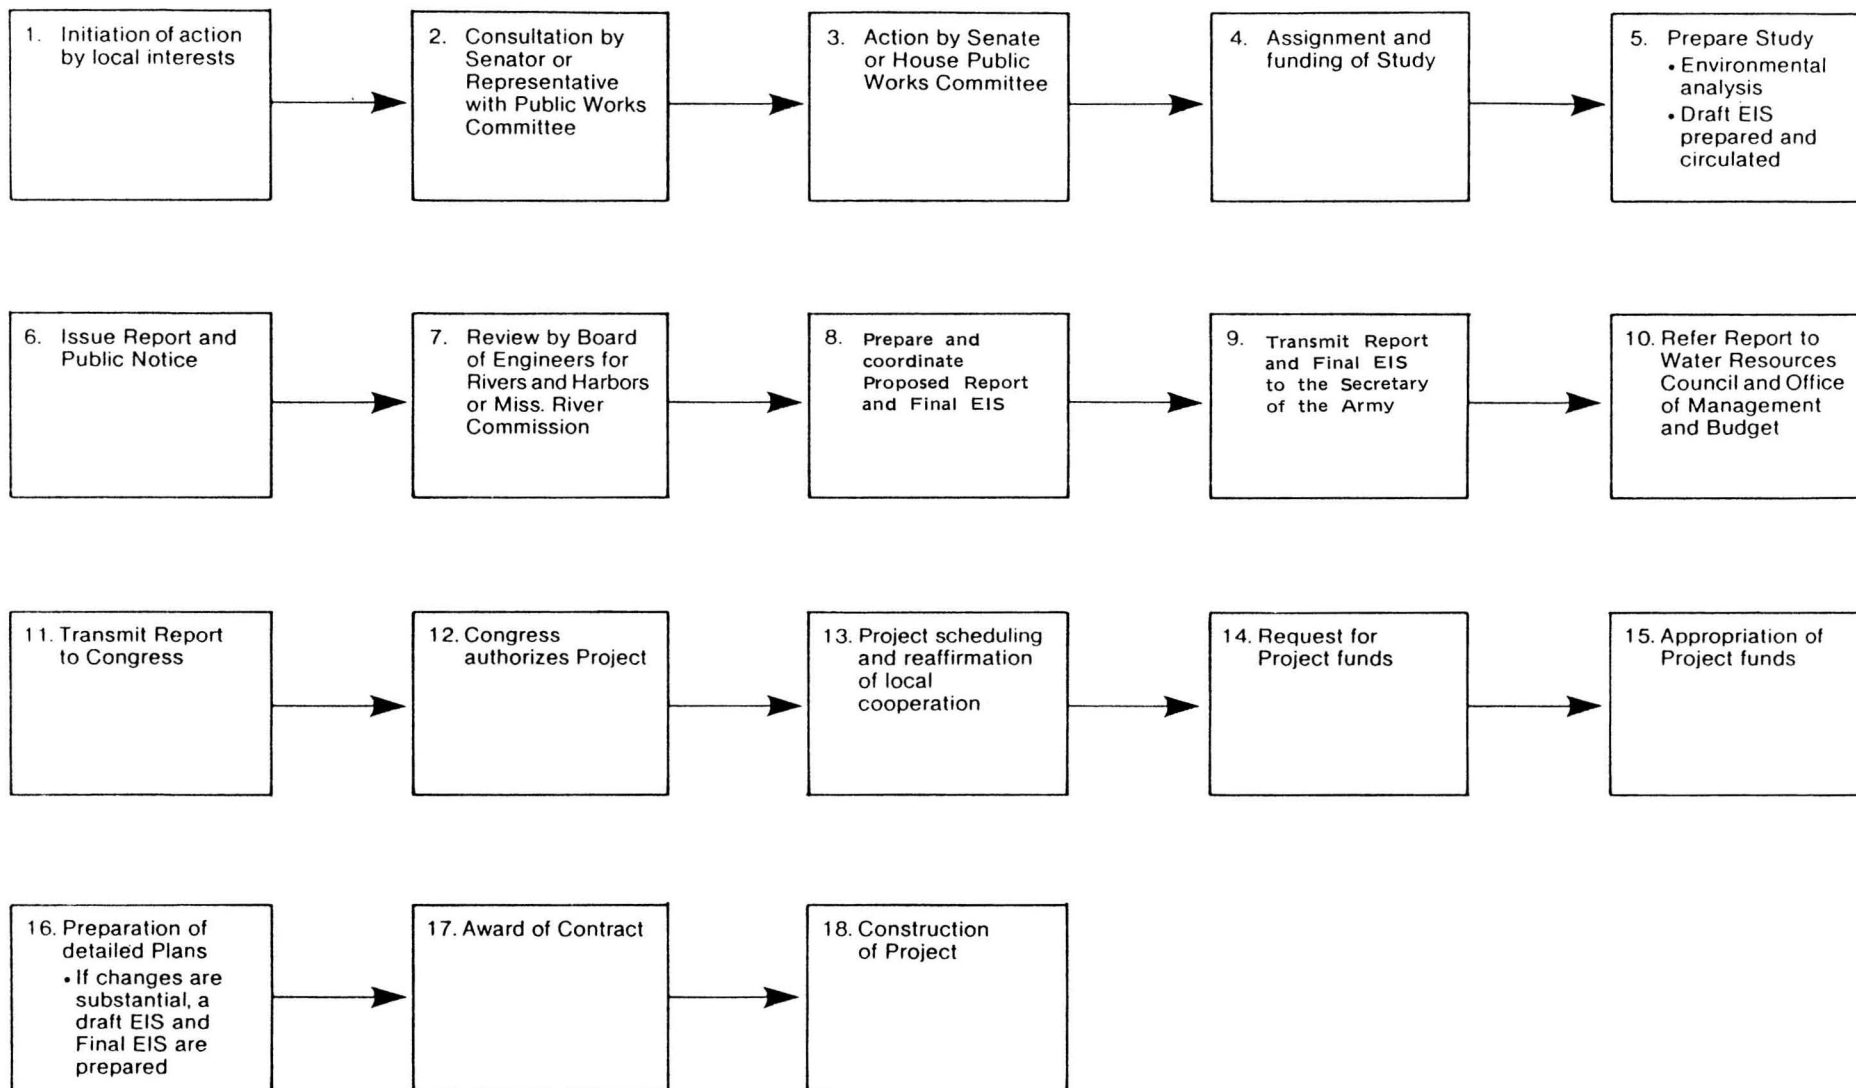 1. Initiation of action
by local interests
2. Consultation by
Senator or
Representative
with Public Works
Committee
3. Action by Senate
or House Public
Works Committee
4. Assignment and
funding of Study
5. Prepare Study
• Environmental
analysis
• Draft EIS
prepared and
circulated
6. Issue Report and
Public Notice
7. Review by Board
of Engineers for
Rivers and Harbors
or Miss. River
Commission
8. Prepare and
coordinate
Proposed Report
and Final EIS
9. Transmit Report
and Final EIS
to the Secretary
of the Army
10. Refer Report to
Water Resources
Council and Office
of Management
and Budget
11. Transmit Report
to Congress
12. Congress
authorizes Project
13. Project scheduling
and reaffirmation
of local
cooperation
14. Request for
Project funds
15. Appropriation of
Project funds
16. Preparation of
detailed Plans
• If changes are
substantial, a
draft EIS and
Final EIS are
prepared
17. Award of Contract
18. Construction
of Project